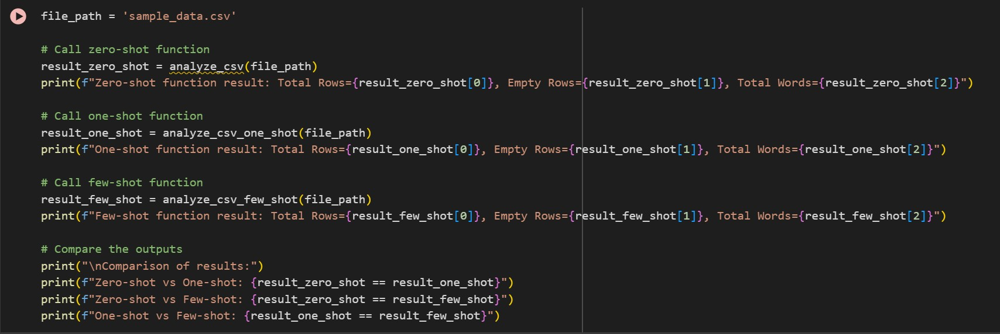 file_path = 'sample_data.csv'
# Call zero-shot function
result_zero_shot = analyze_csv(file_path)
print(f"Zero-shot function result: Total Rows={result_zero_shot[0]}, Empty Rows={result_zero_shot[1]}, Total Words={result_zero_shot[2]}")
# Call one-shot function
result_one_shot = analyze_csv_one_shot(file_path)
print(f"One-shot function result: Total Rows={result_one_shot[0]}, Empty Rows={result_one_shot[1]}, Total Words={result_one_shot[2]}")
# Call few-shot function
result_few_shot = analyze_csv_few_shot(file_path)
print(f"Few-shot function result: Total Rows={result_few_shot[0]}, Empty Rows={result_few_shot[1]}, Total Words={result_few_shot[2]}")
# Compare the outputs
print("\nComparison of results:")
print(f"Zero-shot vs One-shot: {result_zero_shot == result_one_shot}")
print(f"Zero-shot vs Few-shot: {result_zero_shot == result_few_shot}")
print(f"One-shot vs Few-shot: {result_one_shot == result_few_shot}")